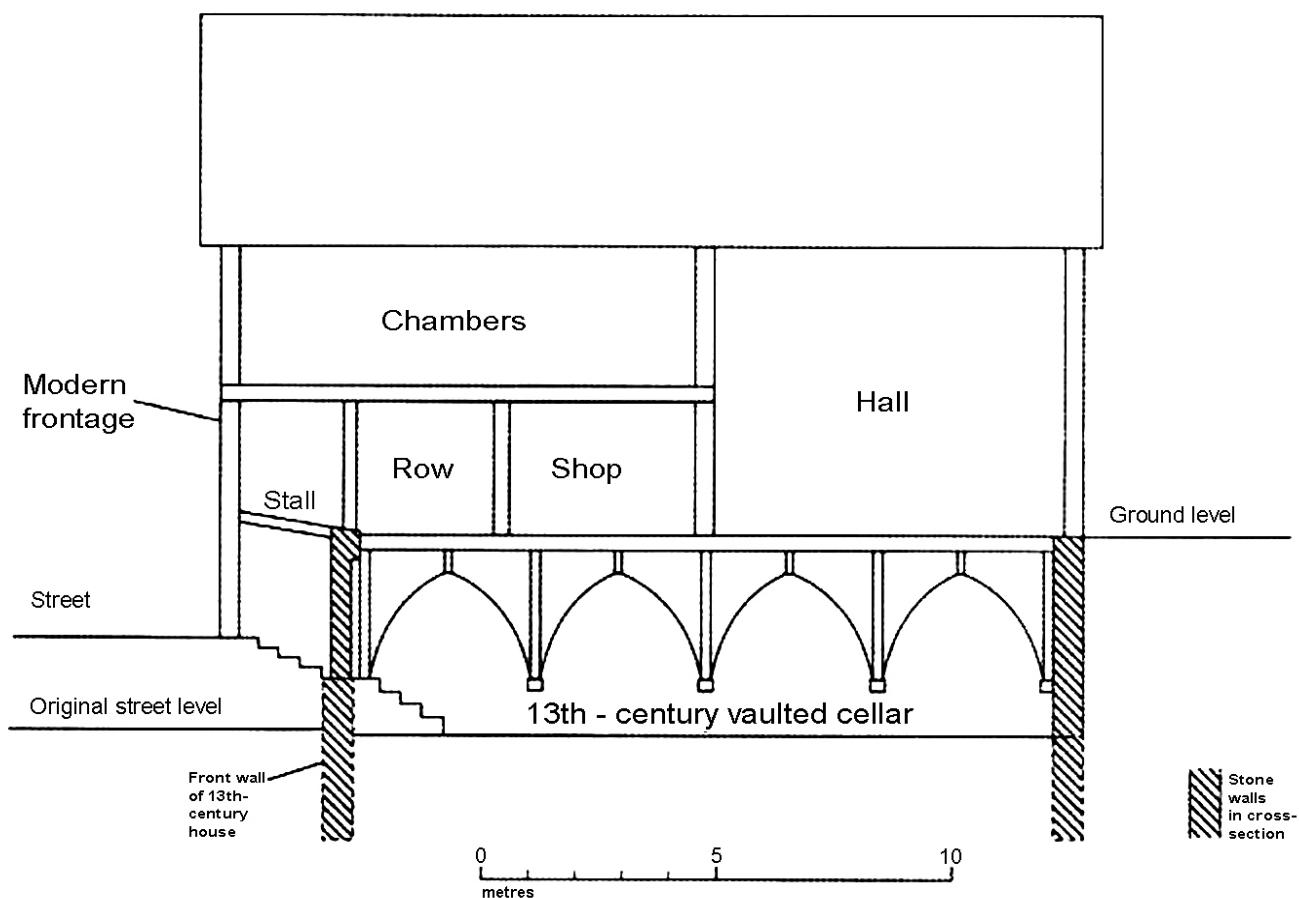 Chambers
Modern
frontage
Hall
Row
Shop
Stall
Ground level
Street
Original street level
13th - century vaulted cellar
Front wall
of 13th-
century
house
Stone
walls
in cross-
section
0
5
10
metres